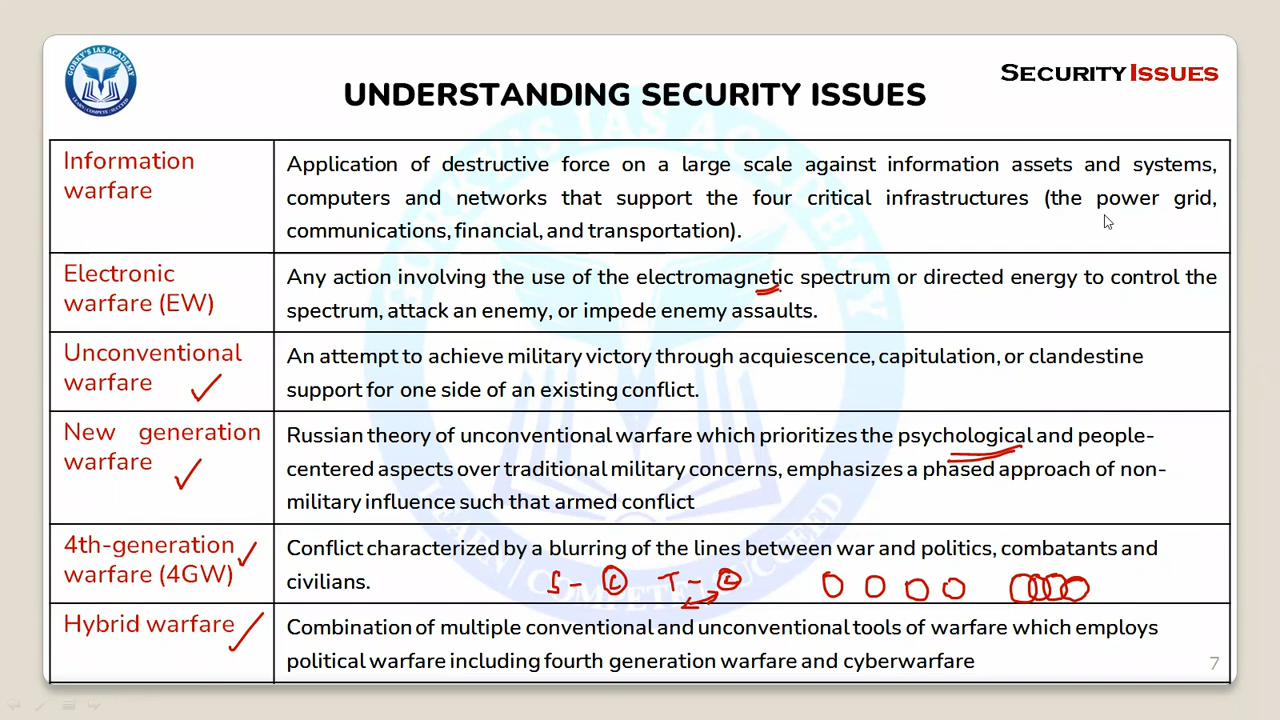 GORKY'S IAS ACADEMY
LEARN | COMPETE | SUCCEED
SECURITY ISSUES
UNDERSTANDING SECURITY ISSUES
Information
warfare
Application of destructive force on a large scale against information assets and systems,
computers and networks that support the four critical infrastructures (the power grid,
communications, financial, and transportation).
Electronic
warfare (EW)
Any action involving the use of the electromagnetic spectrum or directed energy to control the
spectrum, attack an enemy, or impede enemy assaults.
Unconventional
warfare
An attempt to achieve military victory through acquiescence, capitulation, or clandestine
support for one side of an existing conflict.
New generation
warfare
Russian theory of unconventional warfare which prioritizes the psychological and people-
centered aspects over traditional military concerns, emphasizes a phased approach of non-
military influence such that armed conflict
4th-generation
warfare (4GW)
Conflict characterized by a blurring of the lines between war and politics, combatants and
civilians.
S - C T - C
Hybrid warfare
Combination of multiple conventional and unconventional tools of warfare which employs
political warfare including fourth generation warfare and cyberwarfare
7